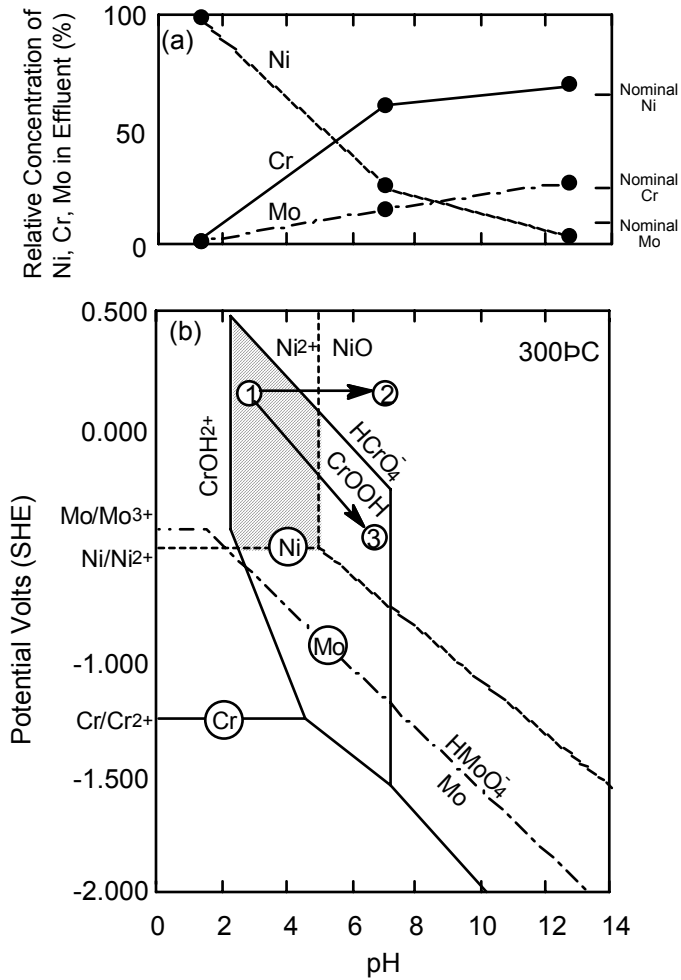 100
(a)
Ni
50
Cr
Mo
0
Nominal
Ni
Nominal
Cr
Nominal
Mo
Relative Concentration of
Ni, Cr, Mo in Effluent (%)
0.500
(b)
Ni2+
NiO
300ÞC
1
2
0.000
CrOH2+
HCrO4-
CrOOH
3
Mo/Mo3+
Ni/Ni2+
Ni
Mo
-1.000
Cr/Cr2+
Cr
HMoO4-
Mo
-1.500
-2.000
0 2 4 6 8 10 12 14
pH
Potential Volts (SHE)